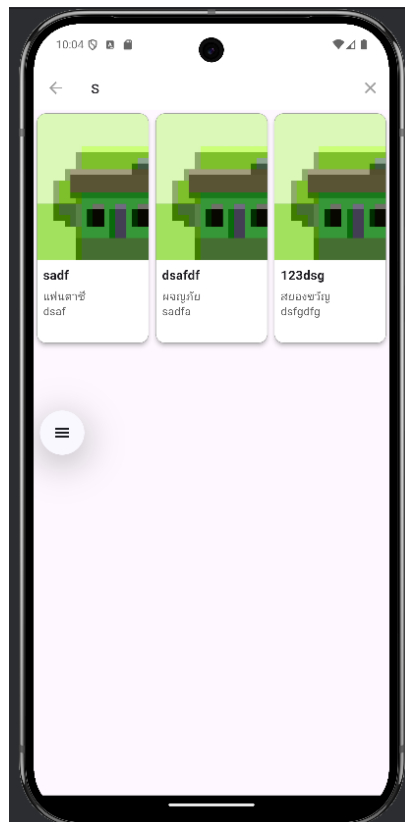 10:04
s
sadf
แฟนตาซี
dsaf
dsafdf
ผจญภัย
sadfa
123dsg
สยองขวัญ
dsfgdfg